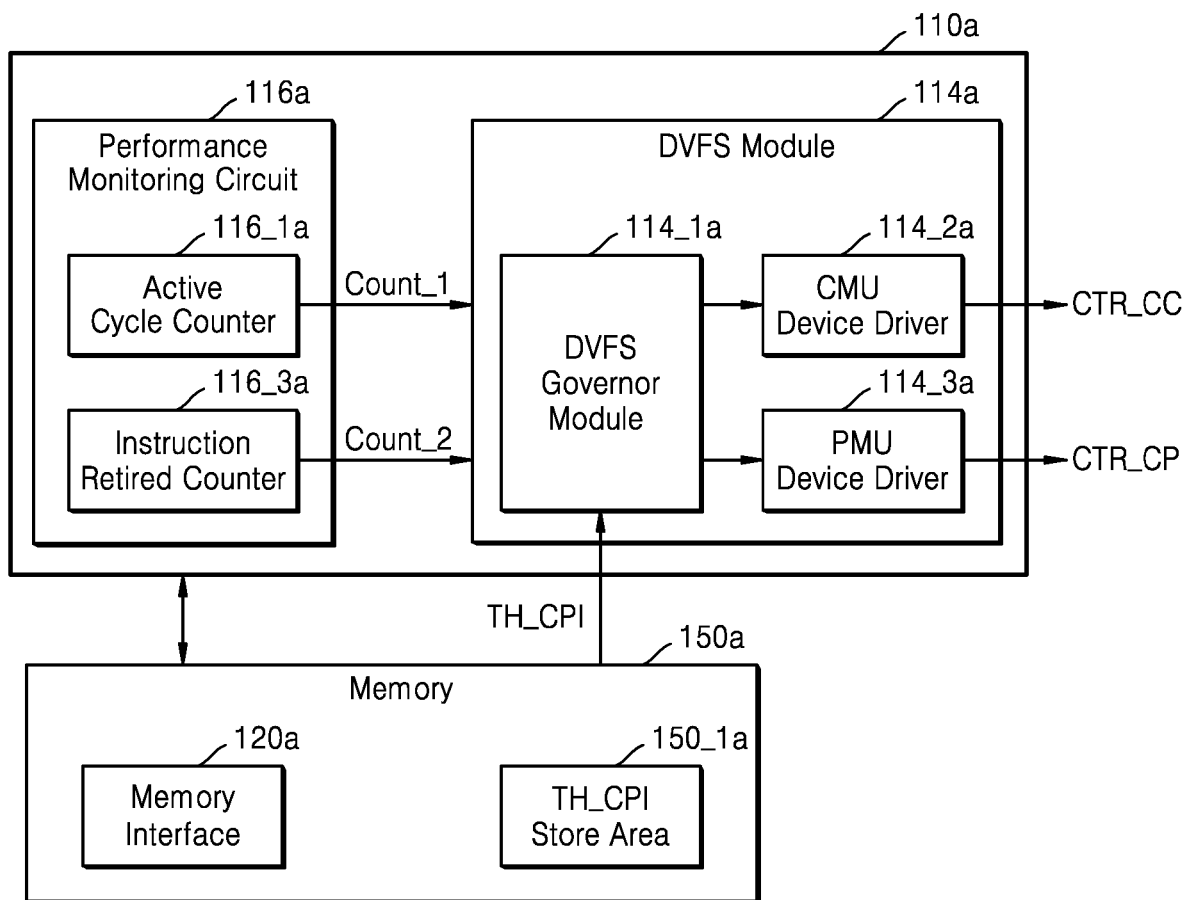 110a
116a
114a
Performance
Monitoring Circuit
DVFS Module
116_1a
114_1a
114_2a
Active
Cycle Counter
Count_1
CMU
Device Driver
CTR_CC
DVFS
Governor
Module
116_3a
114_3a
Instruction
Retired Counter
Count_2
PMU
Device Driver
CTR_CP
TH_CPI
150a
Memory
120a
150_1a
Memory
Interface
TH_CPI
Store Area